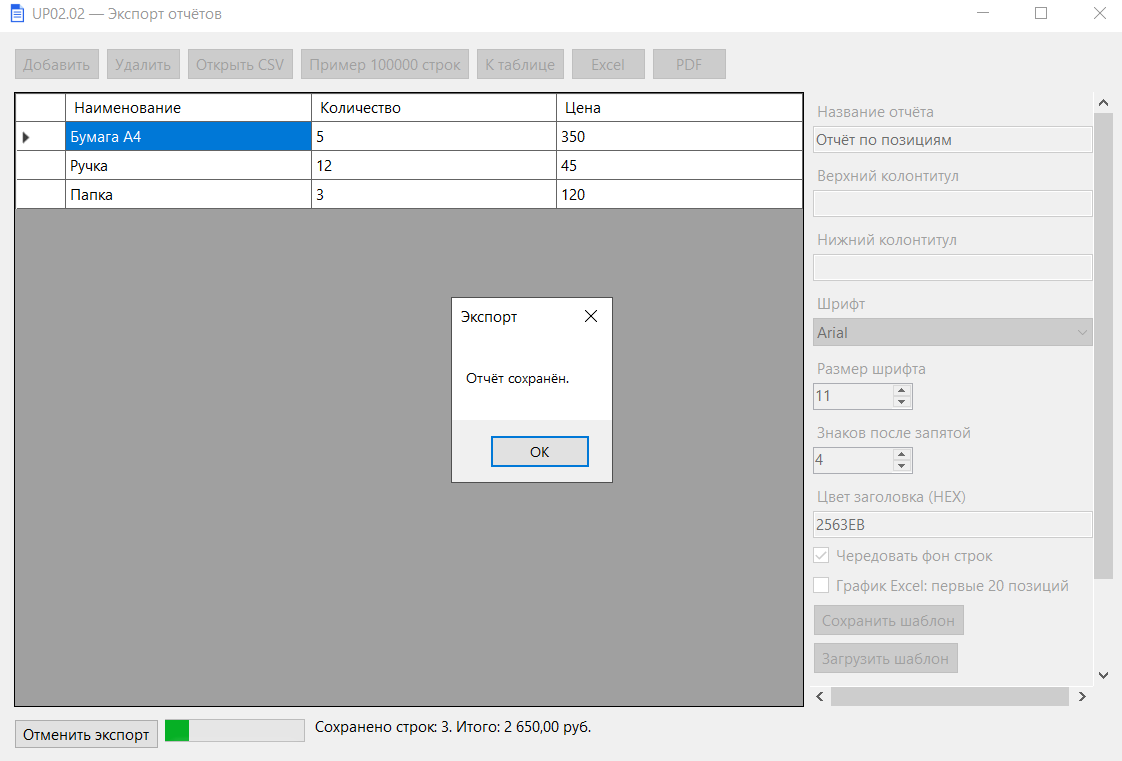 UP02.02 — Экспорт отчётов
Добавить Удалить Открыть CSV Пример 100000 строк К таблице Excel PDF
Наименование Количество Цена
Бумага А4 5 350
Ручка 12 45
Папка 3 120
Название отчёта
Отчёт по позициям
Верхний колонтитул
Нижний колонтитул
Шрифт
Arial
Размер шрифта
11
Знаков после запятой
4
Цвет заголовка (HEX)
2563EB
Чередовать фон строк
График Excel: первые 20 позиций
Сохранить шаблон
Загрузить шаблон
Экспорт
Отчёт сохранён.
ОК
Отменить экспорт Сохранено строк: 3. Итого: 2 650,00 руб.